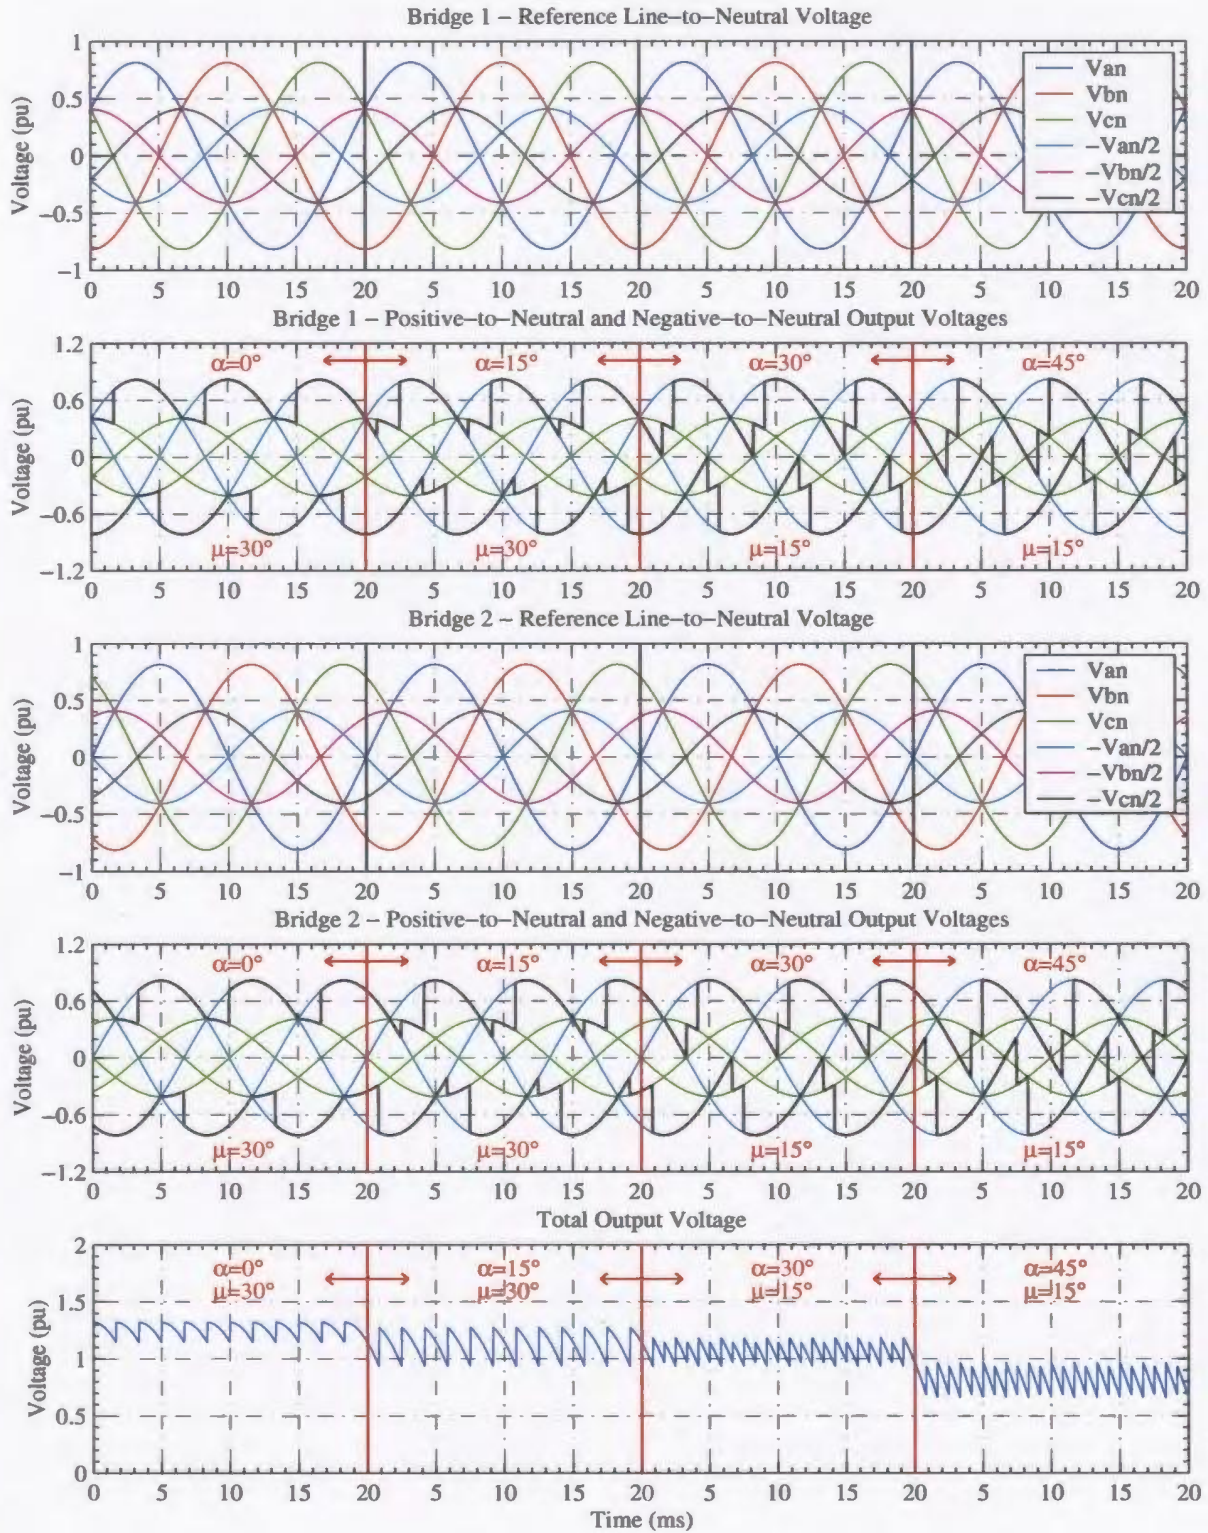 Bridge 1 – Reference Line–to–Neutral Voltage
Voltage (pu)
1
0.5
0
−0.5
−1
Van
Vbn
Vcn
−Van/2
−Vbn/2
−Vcn/2
0 5 10 15 20 5 10 15 20 5 10 15 20 5 10 15 20
Bridge 1 – Positive–to–Neutral and Negative–to–Neutral Output Voltages
Voltage (pu)
1.2
0.6
0
−0.6
−1.2
α=0° α=15° α=30° α=45°
μ=30° μ=30° μ=15° μ=15°
0 5 10 15 20 5 10 15 20 5 10 15 20 5 10 15 20
Bridge 2 – Reference Line–to–Neutral Voltage
Voltage (pu)
1
0.5
0
−0.5
−1
Van
Vbn
Vcn
−Van/2
−Vbn/2
−Vcn/2
0 5 10 15 20 5 10 15 20 5 10 15 20 5 10 15 20
Bridge 2 – Positive–to–Neutral and Negative–to–Neutral Output Voltages
Voltage (pu)
1.2
0.6
0
−0.6
−1.2
α=0° α=15° α=30° α=45°
μ=30° μ=30° μ=15° μ=15°
0 5 10 15 20 5 10 15 20 5 10 15 20 5 10 15 20
Total Output Voltage
Voltage (pu)
2
1.5
1
0.5
0
α=0° α=15° α=30° α=45°
μ=30° μ=30° μ=15° μ=15°
0 5 10 15 20 5 10 15 20 5 10 15 20 5 10 15 20
Time (ms)